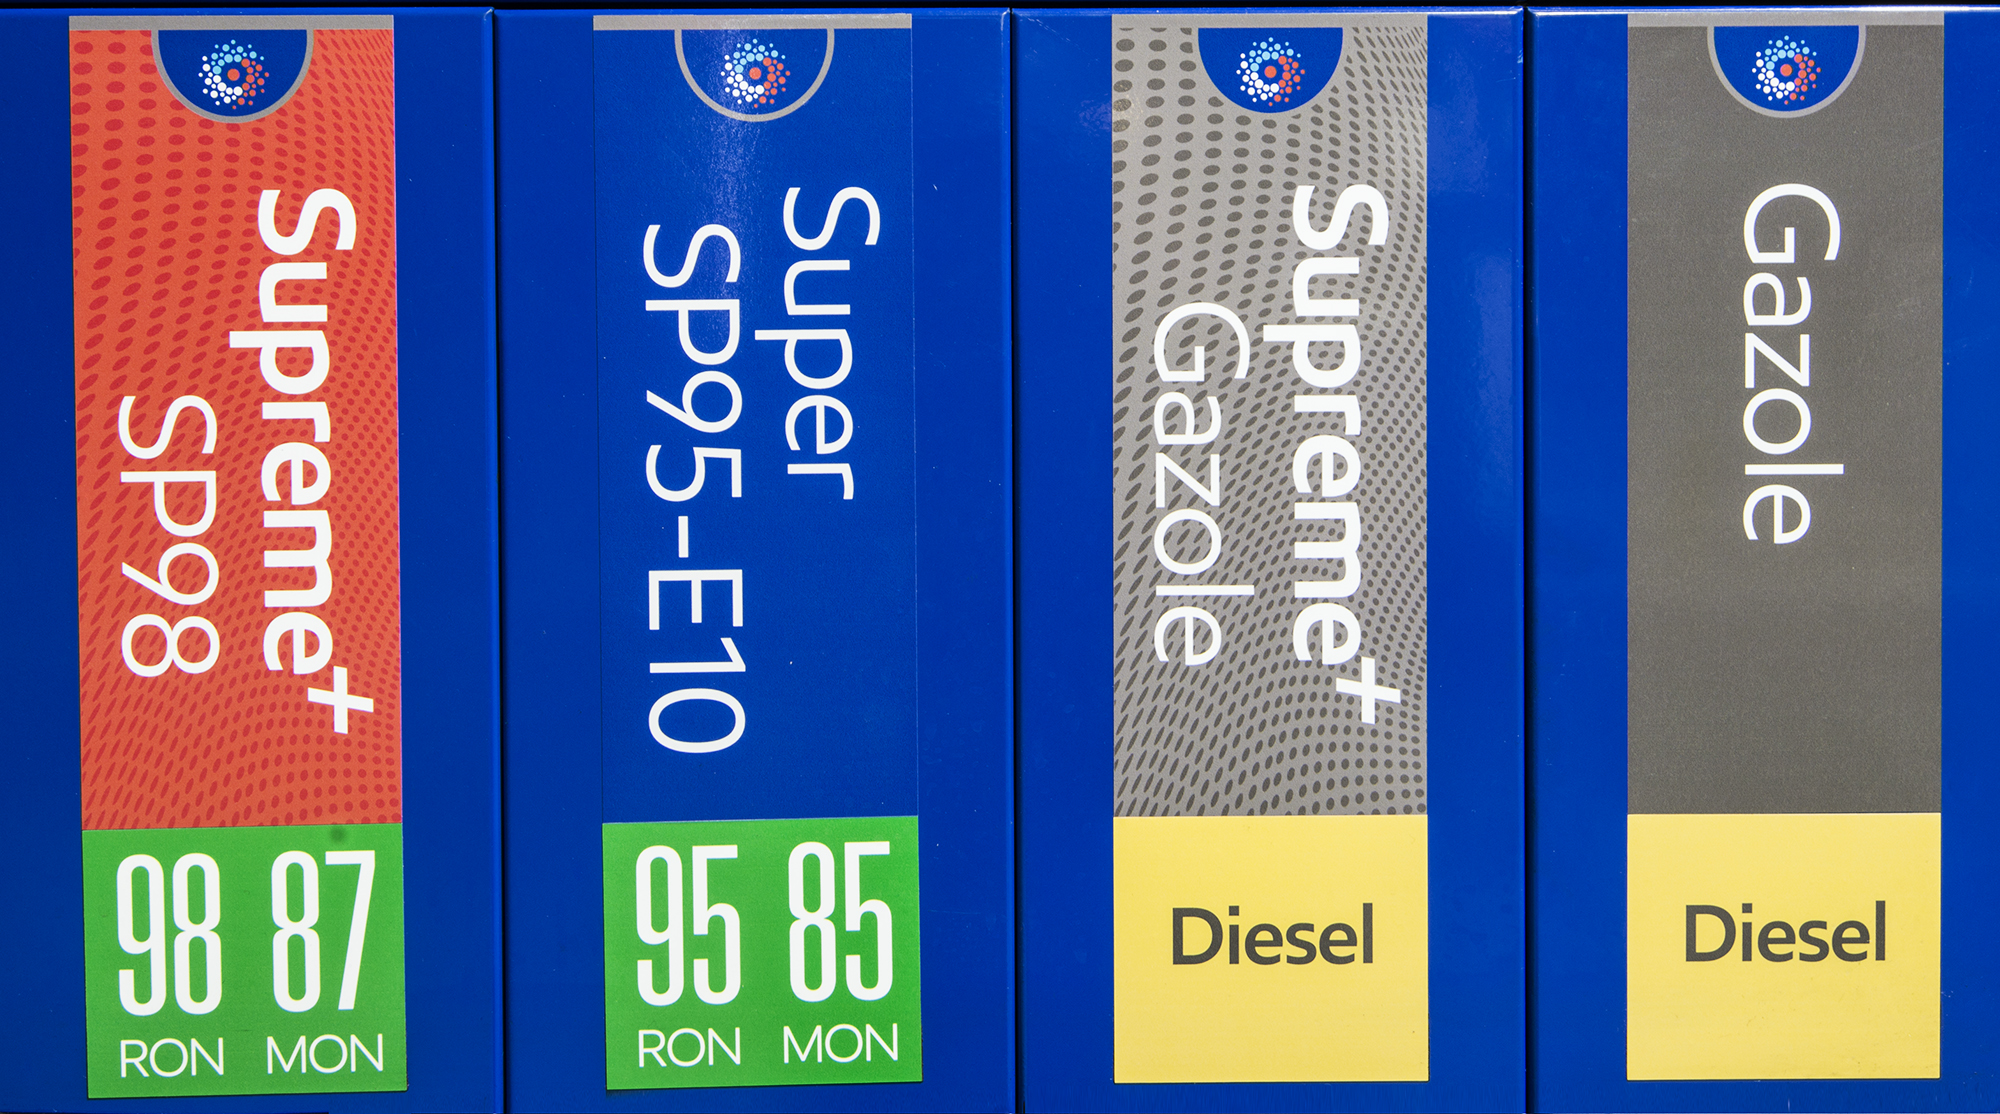 Supreme+
SP98
98 87
RON MON
Super
SP95-E10
95 85
RON MON
Supreme+
Gazole
Diesel
Gazole
Diesel